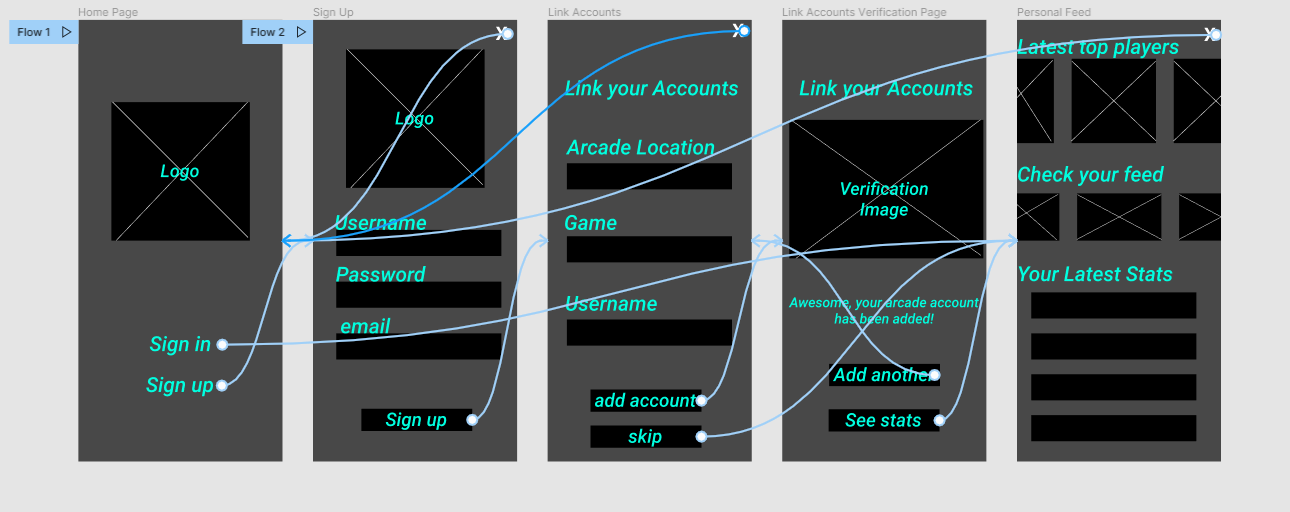 Home Page
Sign Up
Link Accounts
Link Accounts Verification Page
Personal Feed
Flow 1
Flow 2
Logo
Sign in
Sign up
X
Logo
Username
Password
email
Sign up
X
Link your Accounts
Arcade Location
Game
Username
add account
skip
Link your Accounts
Verification
Image
Awesome, your arcade account
has been added!
Add another
See stats
X
Latest top players
Check your feed
Your Latest Stats